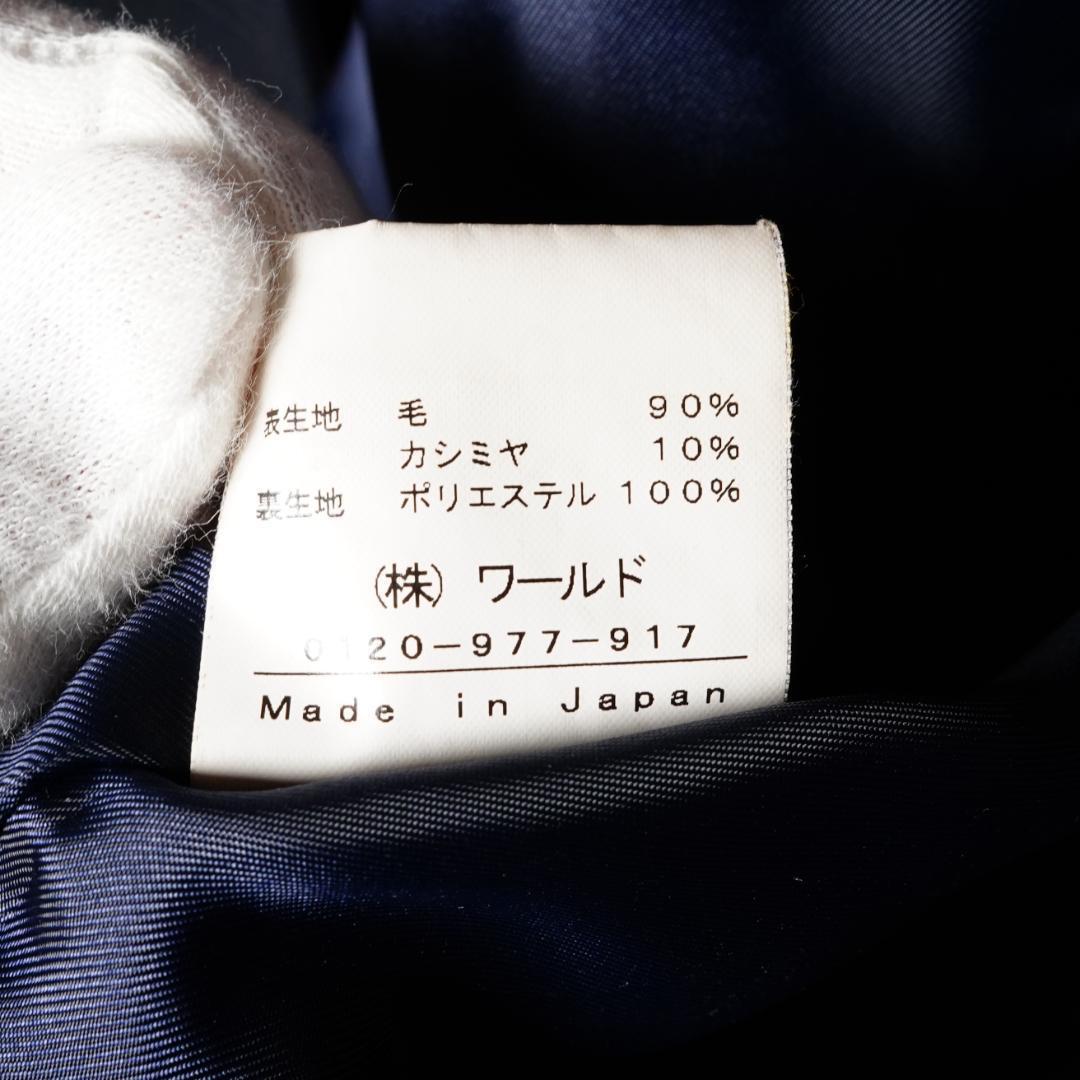 表生地 毛 90%
カシミヤ 10%
裏生地 ポリエステル 100%
(株) ワールド
0120-977-917
Made in Japan